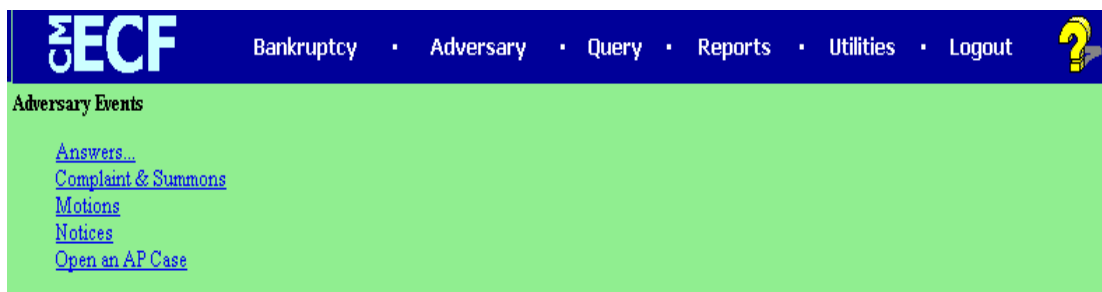 CM ECF Bankruptcy · Adversary · Query · Reports · Utilities · Logout ?
Adversary Events
Answers...
Complaint & Summons
Motions
Notices
Open an AP Case